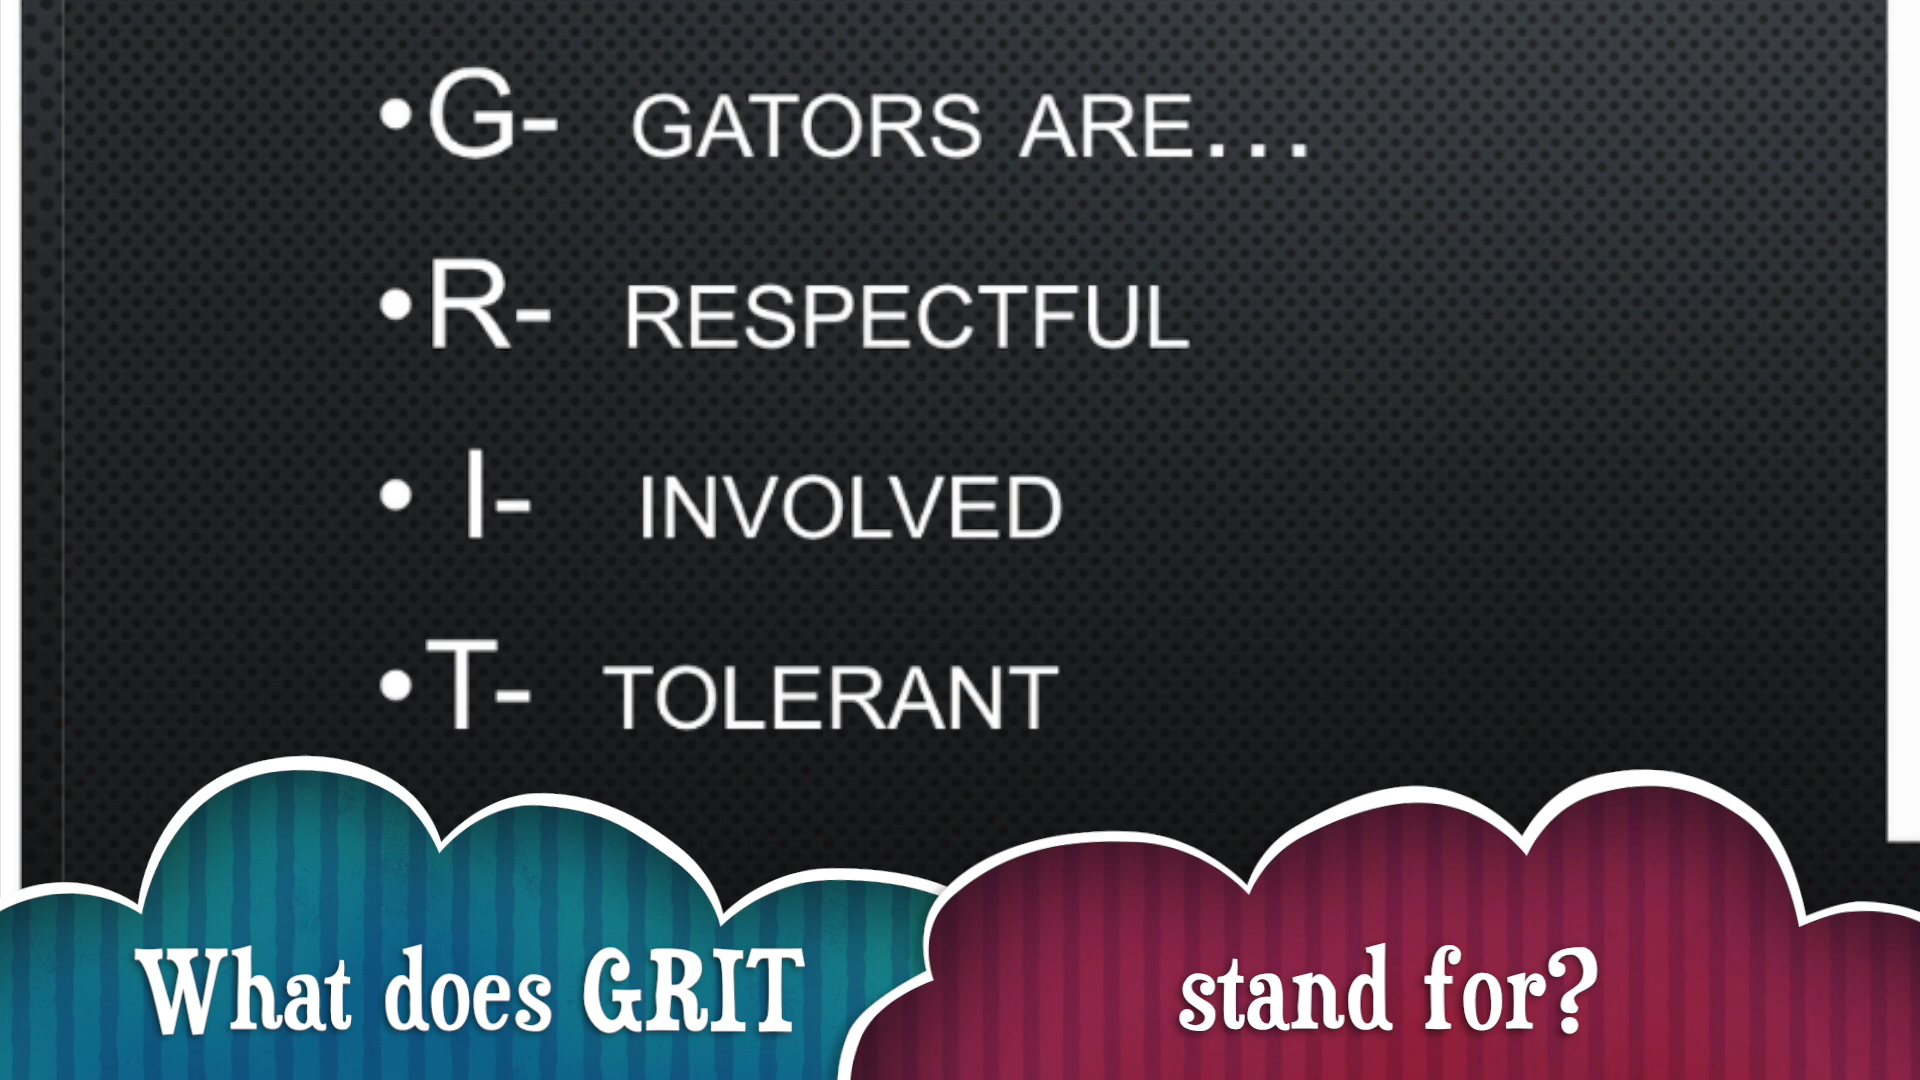 •G- GATORS ARE...
•R- RESPECTFUL
• I- INVOLVED
•T- TOLERANT
What does GRIT stand for?